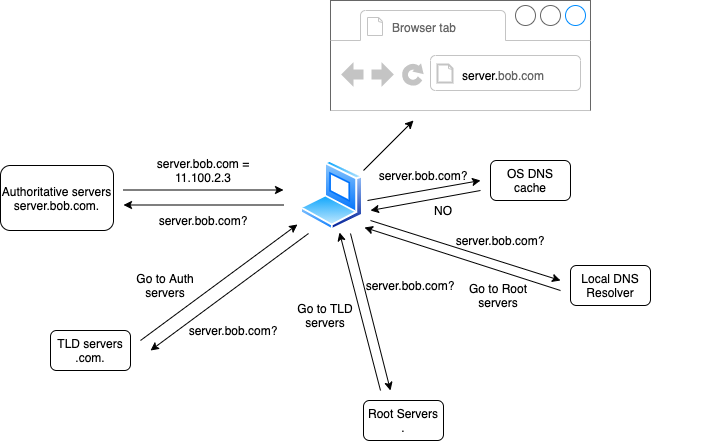 Browser tab
server.bob.com
server.bob.com =
11.100.2.3
Authoritative servers
server.bob.com.
server.bob.com?
server.bob.com?
NO
OS DNS
cache
server.bob.com?
Go to Root
servers
Local DNS
Resolver
Go to Auth
servers
server.bob.com?
TLD servers
.com.
server.bob.com?
Go to TLD
servers
Root Servers
.